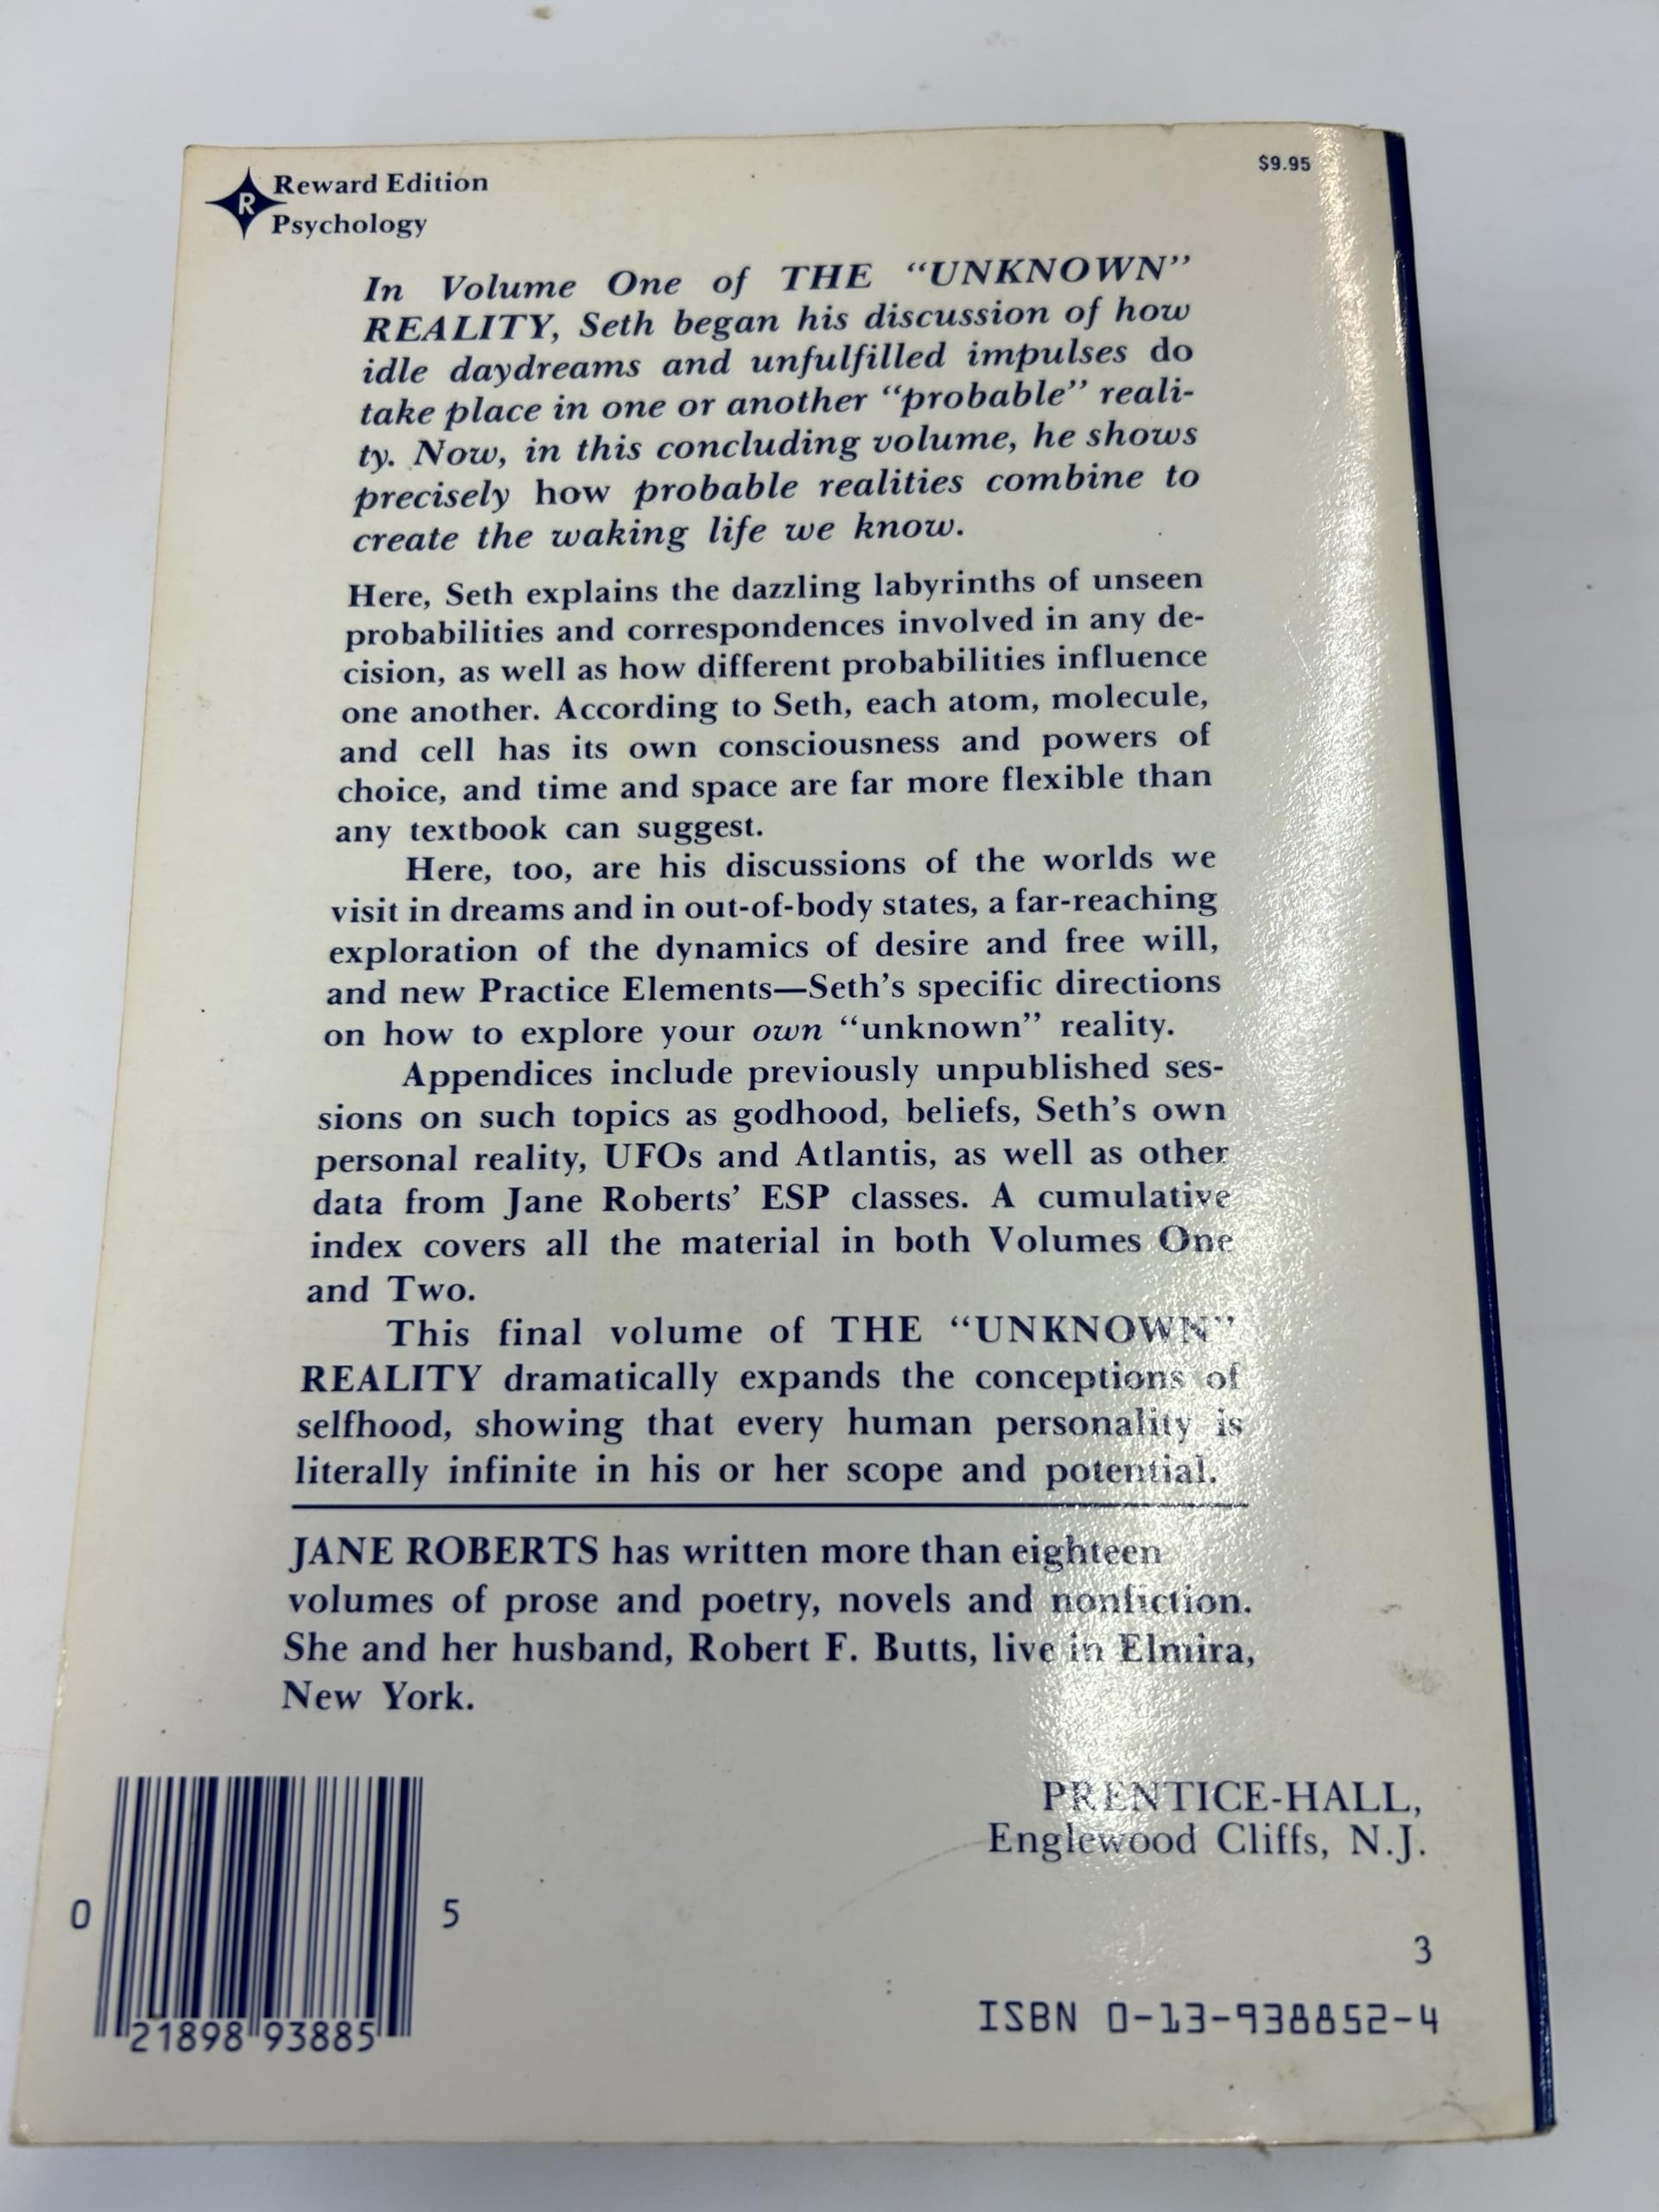 R
Reward Edition
Psychology
$9.95
In Volume One of THE “UNKNOWN”
REALITY, Seth began his discussion of how
idle daydreams and unfulfilled impulses do
take place in one or another “probable” reali-
ty. Now, in this concluding volume, he shows
precisely how probable realities combine to
create the waking life we know.
Here, Seth explains the dazzling labyrinths of unseen
probabilities and correspondences involved in any de-
cision, as well as how different probabilities influence
one another. According to Seth, each atom, molecule,
and cell has its own consciousness and powers of
choice, and time and space are far more flexible than
any textbook can suggest.
Here, too, are his discussions of the worlds we
visit in dreams and in out-of-body states, a far-reaching
exploration of the dynamics of desire and free will,
and new Practice Elements—Seth’s specific directions
on how to explore your own “unknown” reality.
Appendices include previously unpublished ses-
sions on such topics as godhood, beliefs, Seth’s own
personal reality, UFOs and Atlantis, as well as other
data from Jane Roberts’ ESP classes. A cumulative
index covers all the material in both Volumes One
and Two.
This final volume of THE “UNKNOWN”
REALITY dramatically expands the conceptions of
selfhood, showing that every human personality is
literally infinite in his or her scope and potential.
JANE ROBERTS has written more than eighteen
volumes of prose and poetry, novels and nonfiction.
She and her husband, Robert F. Butts, live in Elmira,
New York.
PRENTICE-HALL,
Englewood Cliffs, N.J.
0 21898 93885 5
3
ISBN 0-13-938852-4